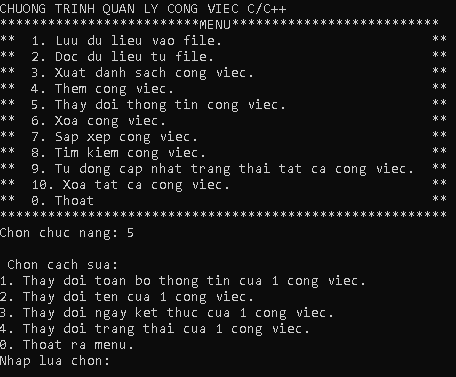 CHUONG TRINH QUAN LY CONG VIEC C/C++
*************************MENU**************************
** 1. Luu du lieu vao file. **
** 2. Doc du lieu tu file. **
** 3. Xuat danh sach cong viec. **
** 4. Them cong viec. **
** 5. Thay doi thong tin cong viec. **
** 6. Xoa cong viec. **
** 7. Sap xep cong viec. **
** 8. Tim kiem cong viec. **
** 9. Tu dong cap nhat trang thai tat ca cong viec. **
** 10. Xoa tat ca cong viec. **
** 0. Thoat **
********************************************************
Chon chuc nang: 5
Chon cach sua:
1. Thay doi toan bo thong tin cua 1 cong viec.
2. Thay doi ten cua 1 cong viec.
3. Thay doi ngay ket thuc cua 1 cong viec.
4. Thay doi trang thai cua 1 cong viec.
0. Thoat ra menu.
Nhap lua chon: